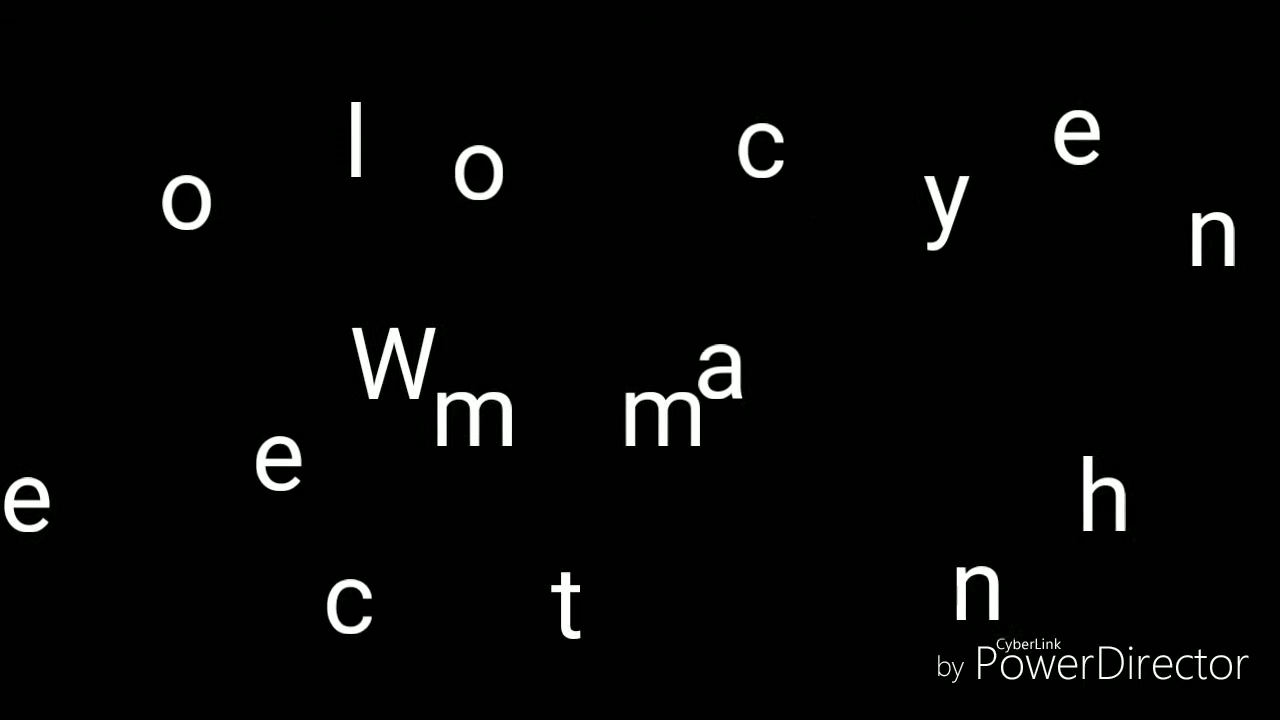 o l o c y e n
W m m a
e e h
c t n
CyberLink
by PowerDirector